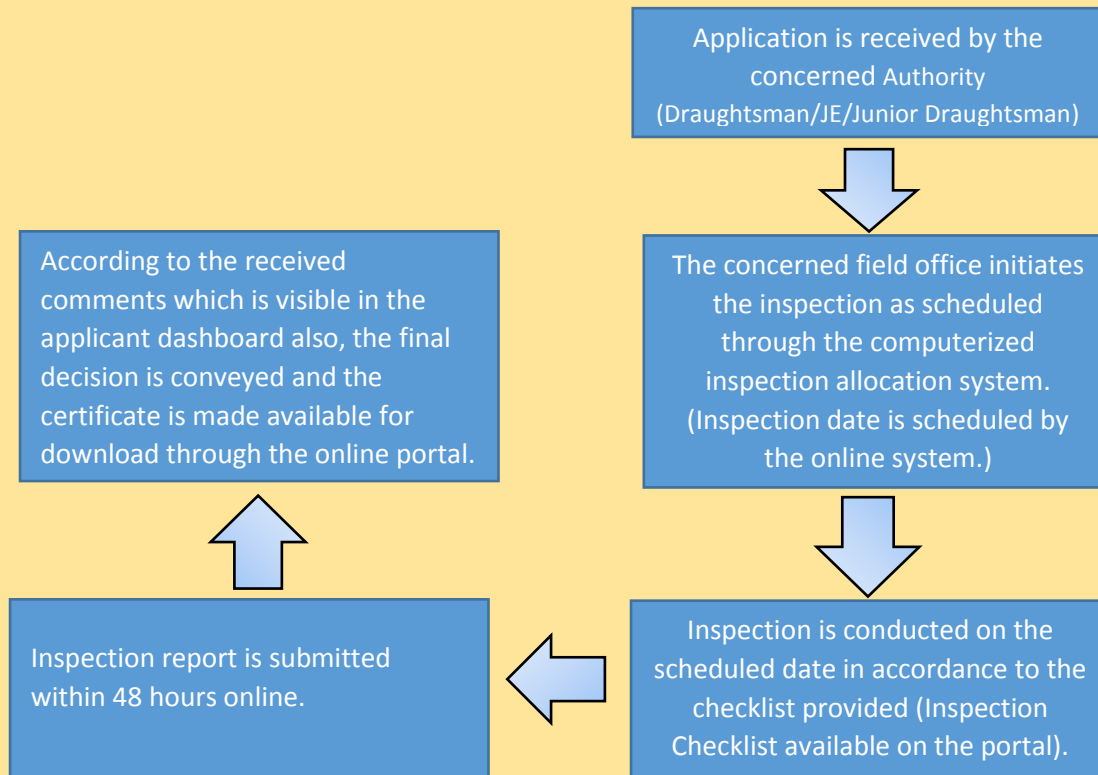 Application is received by the
concerned Authority
(Draughtsman/JE/Junior Draughtsman)
The concerned field office initiates
the inspection as scheduled
through the computerized
inspection allocation system.
(Inspection date is scheduled by
the online system.)
Inspection is conducted on the
scheduled date in accordance to the
checklist provided (Inspection
Checklist available on the portal).
Inspection report is submitted
within 48 hours online.
According to the received
comments which is visible in the
applicant dashboard also, the final
decision is conveyed and the
certificate is made available for
download through the online portal.